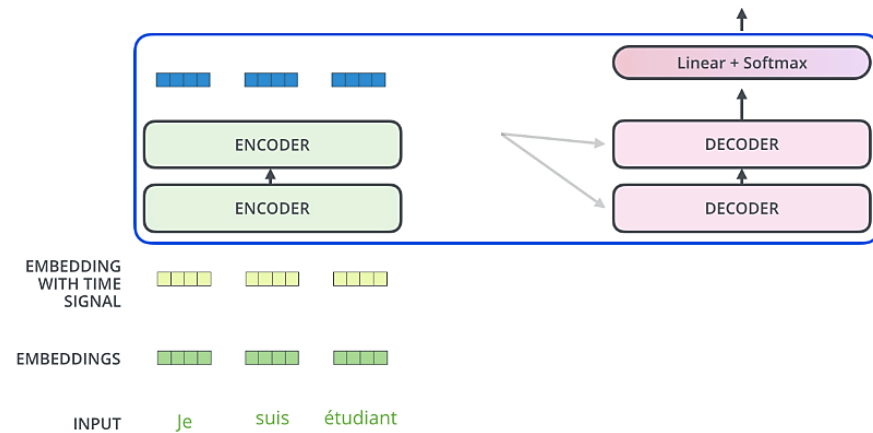 Linear + Softmax
ENCODER
DECODER
ENCODER
DECODER
EMBEDDING
WITH TIME
SIGNAL
EMBEDDINGS
INPUT Je suis étudiant